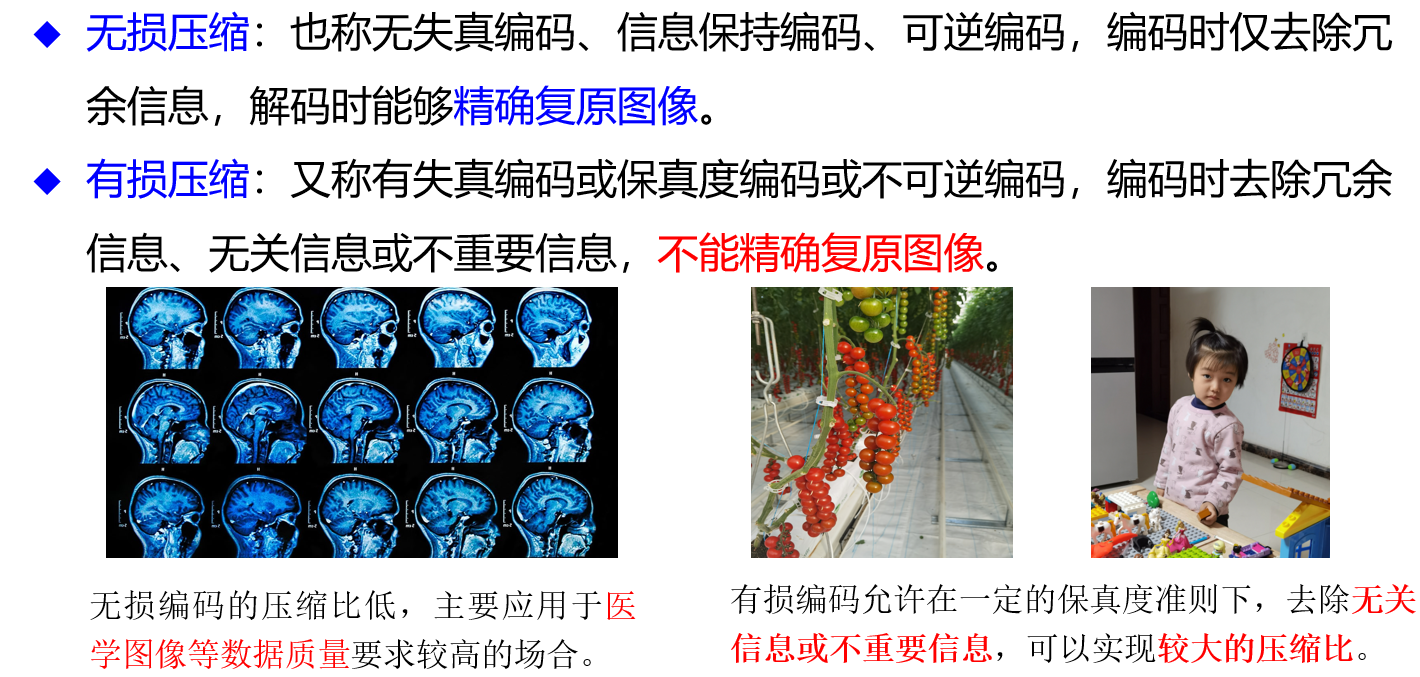 无损压缩：也称无失真编码、信息保持编码、可逆编码，编码时仅去除冗
余信息，解码时能够精确复原图像。
有损压缩：又称有失真编码或保真度编码或不可逆编码，编码时去除冗余
信息、无关信息或不重要信息，不能精确复原图像。
无损编码的压缩比低，主要应用于医
学图像等数据质量要求较高的场合。
有损编码允许在一定的保真度准则下，去除无关
信息或不重要信息，可以实现较大的压缩比。